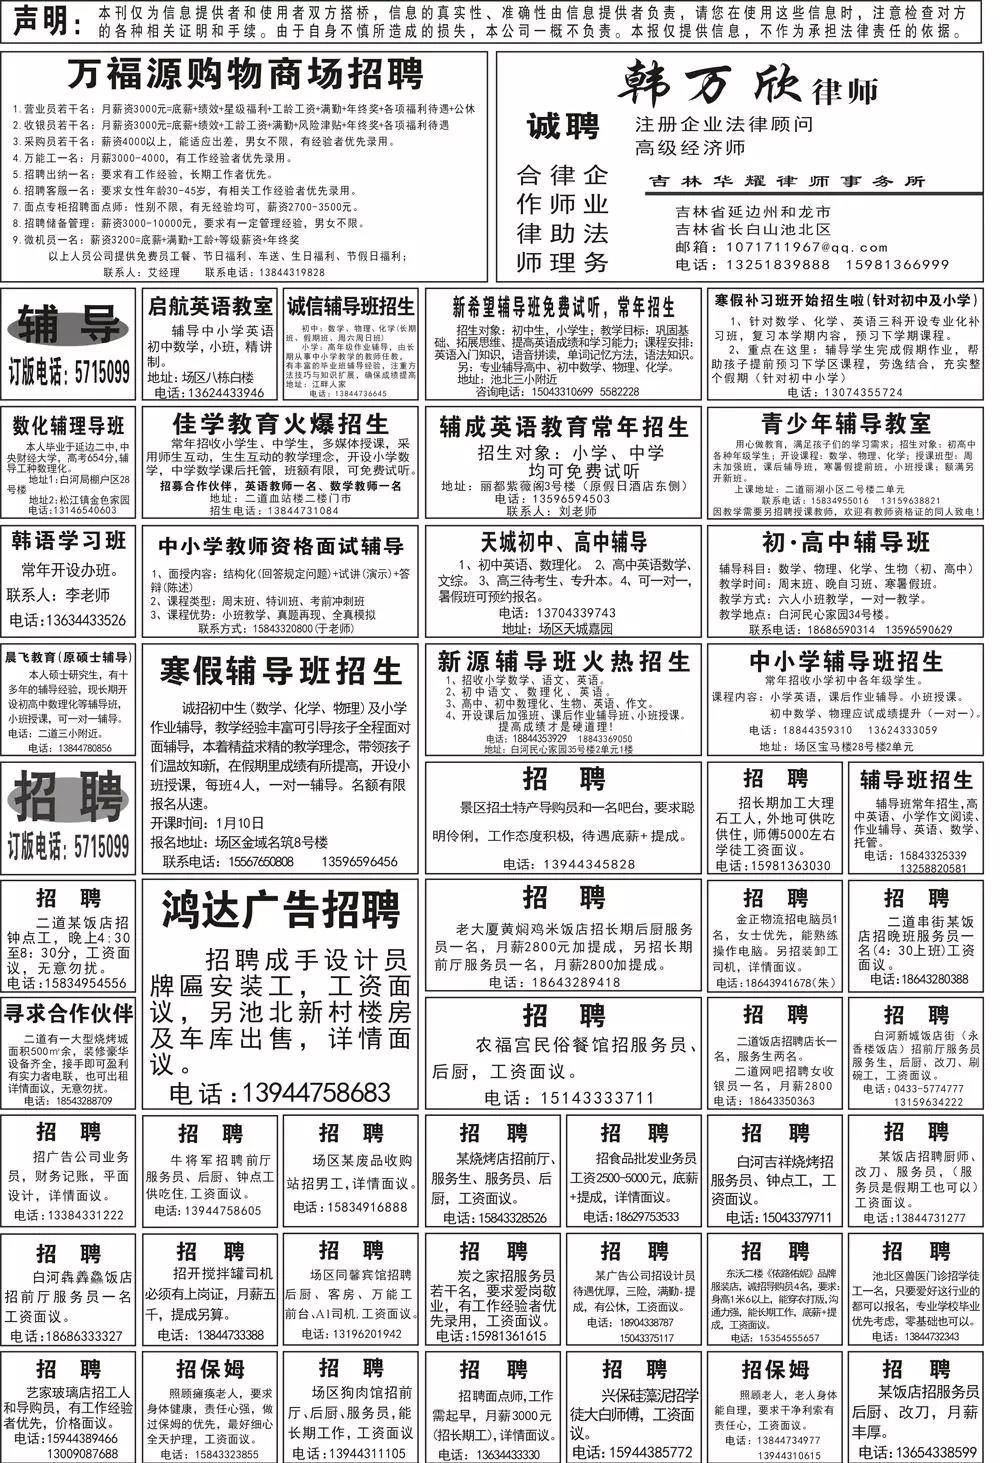 声明：
本刊仅为信息提供者和使用者双方搭桥，信息的真实性、准确性由信息提供者负责，请您在使用这些信息时，注意检查对方
的各种相关证明和手续。由于自身不慎所造成的损失，本公司一概不负责。本报仅提供信息，不作为承担法律责任的依据。
万福源购物商场招聘
1.营业员若干名：月薪资3000元=底薪+绩效+星级福利+工龄工资+满勤+年终奖+各项福利待遇+公休
2.收银员若干名：月薪资3000元=底薪+绩效+工龄工资+满勤+风险津贴+年终奖+各项福利待遇
3.采购员若干名：薪资4000以上，能适应出差，男女不限，有经验者优先录用。
4.万能工一名：月薪3000-4000，有工作经验者优先录用。
5.招聘出纳一名：要求有工作经验，长期工作者优先。
6.招聘客服一名：要求女性年龄30-45岁，有相关工作经验者优先录用。
7.面点专柜招聘面点师：性别不限，有无经验均可，薪资2700-3500元。
8.招聘储备管理：薪资3000-10000元，要求有一定管理经验，男女不限。
9.微机员一名：薪资3200=底薪+满勤+工龄+等级薪资+年终奖
以上人员公司提供免费员工餐、节日福利、车送、生日福利、节假日福利；
联系人：艾经理 联系电话：13844319828
韩万欣律师
诚聘
注册企业法律顾问
高级经济师
合律企
作师业
律助法
师理务
吉林华耀律师事务所
吉林省延边州和龙市
吉林省长白山池北区
邮箱：1071711967@qq.com
电话：13251839888 15981366999
辅 导
订版电话：5715099
启航英语教室
辅导中小学英语
初中数学，小班，精讲
制。
地址：场区八栋白楼
电话：13624433946
诚信辅导班招生
初中：数学、物理、化学(长期
班、假期班、周六周日班)
小学：高年级作业辅导，由长
期从事中小学教学的教师任教，
有丰富的毕业班辅导经验，注重方
法技巧与知识扩展，确保成绩提高
地址：江畔人家
电话：13844736645
新希望辅导班免费试听，常年招生
招生对象：初中生，小学生；教学目标：巩固基
础、拓展思维、提高英语成绩和学习能力；课程安排：
英语入门知识，语音拼读，单词记忆方法，语法知识。
另：专业辅导高中、初中数学、物理、化学。
地址：池北三小附近
咨询电话：15043310699 5582228
寒假补习班开始招生啦(针对初中及小学)
1、针对数学、化学、英语三科开设专业化补
习班，复习本学期内容，预习下学期课程。
2、重点在这里：辅导学生完成假期作业，帮
助孩子提前预习下学区课程，劳逸结合，充实整
个假期（针对初中小学）
电话：13074355724
数化辅理导班
本人毕业于延边二中，中
央财经大学，高考654分，辅
导工种数理化。
地址1:白河局棚户区28
号楼
地址2:松江镇金色家园
电话:13146540603
佳学教育火爆招生
常年招收小学生、中学生，多媒体授课，采
用师生互动，生生互动的教学理念，开设小学数
学，中学数学课后托管，班额有限，可免费试听。
招募合作伙伴，英语教师一名、数学教师一名
地址：二道血站楼二楼门市
招生电话：13844731084
辅成英语教育常年招生
招生对象：小学、中学
均可免费试听
地址：丽都紫薇阁3号楼（原假日酒店东侧）
电话：13596594503
联系人：刘老师
青少年辅导教室
用心做教育，满足孩子们的学习需求；招生对象：初高中
各种年级学生；开设课程：数学、物理、化学；授课班型：周
末加强班，课后辅导班，寒暑假提前班，小班授课；额满另
开新班。
上课地址：二道丽湖小区二号楼二单元
联系电话：15834955016 13159638821
因教学需要另招聘授课教师，欢迎有教师资格证的同人致电！
韩语学习班
常年开设办班。
联系人：李老师
电话：13634433526
中小学教师资格面试辅导
1、面授内容：结构化(回答规定问题)+试讲(演示)+答
辩(陈述)
2、课程类型：周末班、特训班、考前冲刺班
3、课程优势：小班教学、真题再现、全真模拟
联系方式：15843320800(于老师)
天城初中、高中辅导
1、初中英语、数理化。2、高中英语数学、
文综。3、高三待考生、专升本。4、可一对一，
暑假班可预约报名。
电话：13704339743
地址：场区天城嘉园
初·高中辅导班
辅导科目：数学、物理、化学、生物（初、高中）
教学时间：周末班、晚自习班、寒暑假班。
教学方式：六人小班教学，一对一教学。
教学地点：白河民心家园34号楼。
联系电话：18686590314 13596590629
晨飞教育(原硕士辅导)
本人硕士研究生，有十
多年的辅导经验，现长期开
设初高中数理化等辅导班，
小班授课，可一对一辅导。
电话：二道三小附近。
电话：13844780856
寒假辅导班招生
诚招初中生（数学、化学、物理）及小学
作业辅导，教学经验丰富可引导孩子全程面对
面辅导，本着精益求精的教学理念，带领孩子
们温故知新，在假期里成绩有所提高，开设小
班授课，每班4人，一对一辅导。名额有限
报名从速。
开课时间：1月10日
报名地址：场区金域名筑8号楼
联系电话：15567650808 13596596456
新源辅导班火热招生
1、招收小学数学、语文、英语。
2、初中语文、数理化、英语。
3、高中、初中数理化、生物、英语、作文。
4、开设课后加强班、课后作业辅导班、小班授课。
提高成绩才是硬道理！
电话：18844353929 18843369050
地址：白河民心家园35号楼2单元1楼
中小学辅导班招生
常年招收小学初中各年级学生。
课程内容：小学英语，课后作业辅导。小班授课。
初中数学、物理应试成绩提升（一对一）。
电话：18844359310 13624333059
地址：场区宝马楼28号楼2单元
招 聘
订版电话：5715099
招 聘
景区招土特产导购员和一名吧台，要求聪
明伶俐，工作态度积极，待遇底薪+提成。
电话：13944345828
招 聘
招长期加工大理
石工人，外地可供吃
供住，师傅5000左右
学徒工资面议。
电话：15981363030
辅导班招生
辅导班常年招生，高
中英语、小学作文阅读、
作业辅导、英语、数学、
托管。
电话：15843325339
13258820581
招 聘
二道某饭店招
钟点工，晚上4:30
至8：30分，工资面
议，无意勿扰。
电话:15834954556
鸿达广告招聘
招聘成手设计员
牌匾安装工，工资面
议，另池北新村楼房
及车库出售，详情面
议。
电话:13944758683
招 聘
老大厦黄焖鸡米饭店招长期后厨服务
员一名，月薪2800元加提成，另招长期
前厅服务员一名，月薪2800加提成。
电话：18643289418
招 聘
金正物流招电脑员1
名，女士优先，能熟练
操作电脑。另招装卸工
司机，详情面议。
电话:18643941678(朱)
招 聘
二道串街某饭
店招晚班服务员一
名(4：30上班)工资
面议。
电话:18643280388
寻求合作伙伴
二道有一大型烧烤城
面积500㎡余，装修豪华
设备齐全，接手即可盈利
有实力者电联，也可出租
详情面议，无意勿扰。
电话：18543288709
招 聘
农福宫民俗餐馆招服务员、
后厨，工资面议。
电话：15143333711
招 聘
二道饭店招聘店长一
名，服务生两名。
二道网吧招聘女收
银员一名，月薪2800
电话：18643350363
招 聘
白河新城饭店街（永
香楼饭店）招前厅服务员
服务生，后厨、改刀、刷
碗工，工资面议。
电话:0433-5774777
13159634222
招 聘
招广告公司业务
员，财务记账，平面
设计，详情面议。
电话：13384331222
招 聘
牛将军招聘前厅
服务员、后厨、钟点工
供吃住，工资面议。
电话：13944758605
招 聘
场区某废品收购
站招男工，详情面议。
电话：15834916888
招 聘
某烧烤店招前厅、
服务生、服务员、后
厨，工资面议。
电话：15843328526
招 聘
招食品批发业务员
工资2500-5000元，底薪
+提成，详情面议。
电话：18629753533
招 聘
白河吉祥烧烤招
服务员、钟点工，工
资面议。
电话：15043379711
招 聘
某饭店招聘厨师、
改刀、服务员，（服
务员是假期工也可以）
工资面议。
电话：13844731277
招 聘
白河犇羴鱻饭店
招前厅服务员一名
工资面议。
电话:18686333327
招 聘
招开搅拌罐司机
必须有上岗证，月薪五
千，提成另算。
电话：13844733388
招 聘
场区同馨宾馆招聘
后厨、客房、万能工
前台、A1司机，工资面议。
电话：13196201942
招 聘
炭之家招服务员
若干名，要求爱岗敬
业，有工作经验者优
先录用，工资面议。
电话：15981361615
招 聘
某广告公司招设计员
待遇优厚，三险，满勤+提
成，有公休，工资面议。
电话：18904338787
15043375117
招 聘
东沃二楼《依路佑妮》品牌
服装店，诚招导购员4名，要求：
身高1米6以上，能穿衣打版，沟
通力强，能长期工作，底薪+提
成，工资面议。
电话：15354555657
招 聘
池北区兽医门诊招学徒
工一名，只要爱好这行业的
都可以报名，专业学校毕业
优先考虑，零基础也可以。
电话：13844732343
招 聘
艺家玻璃店招工人
和导购员，有工作经验
者优先，价格面议。
电话：15944389466
13009087688
招保姆
照顾瘫痪老人，要求
身体健康，责任心强，做
过保姆的优先，最好细心
全天护理，工资面议。
电话：15843323855
招 聘
场区狗肉馆招前
厅、后厨、服务员，能
长期工作，工资面议
电话：13944311105
招 聘
招聘面点师，工作
需起早，月薪3000元
(招长期工)，详情面议。
电话：13634433330
招 聘
兴保硅藻泥招学
徒大白师傅，工资面
议。
电话：15944385772
招保姆
照顾老人，老人身体
能自理，要求干净利索有
责任心，工资面议。
电话：13844734977
13944310615
招 聘
某饭店招服务员
后厨、改刀，月薪
丰厚。
电话：13654338599